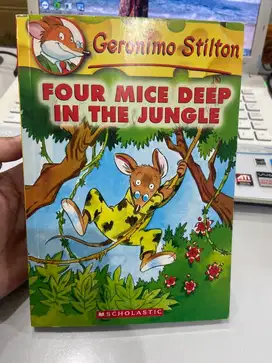 Geronimo Stilton
FOUR MICE DEEP
IN THE JUNGLE
SCHOLASTIC